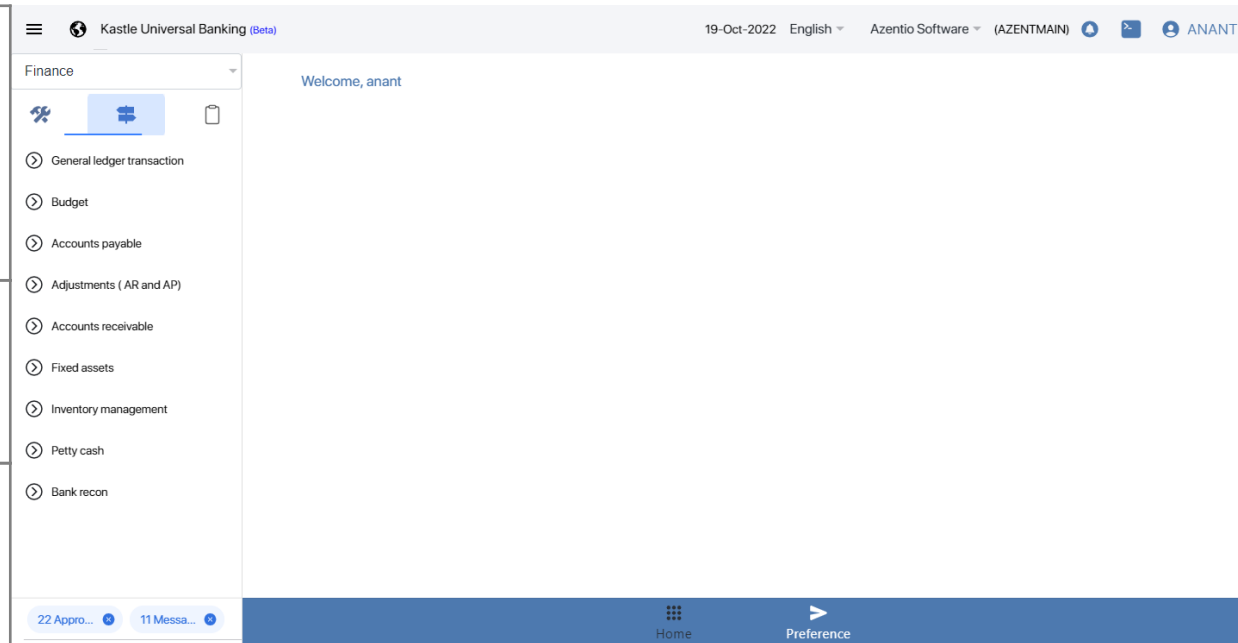 Kastle Universal Banking (Beta)
19-Oct-2022 English Azentio Software (AZENTMAIN) ANANT
Finance
Welcome, anant
General ledger transaction
Budget
Accounts payable
Adjustments ( AR and AP)
Accounts receivable
Fixed assets
Inventory management
Petty cash
Bank recon
22 Appro... 11 Messa...
Home
Preference